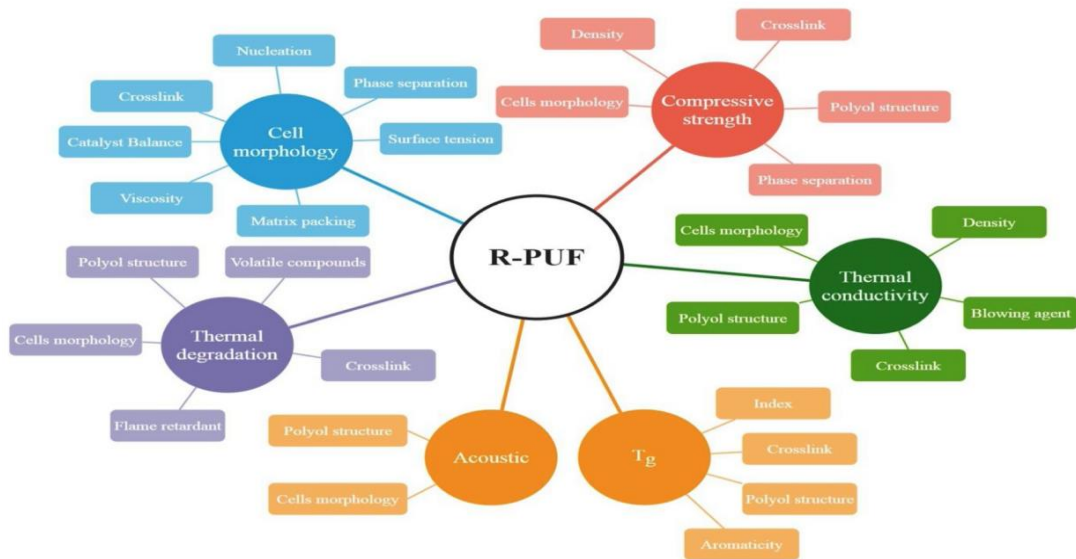 R-PUF
Cell
morphology
Nucleation
Crosslink
Phase separation
Catalyst Balance
Surface tension
Viscosity
Matrix packing
Compressive
strength
Density
Crosslink
Cells morphology
Polyol structure
Phase separation
Thermal
conductivity
Cells morphology
Density
Polyol structure
Blowing agent
Crosslink
Thermal
degradation
Polyol structure
Volatile compounds
Cells morphology
Crosslink
Flame retardant
Acoustic
Polyol structure
Cells morphology
Tg
Index
Crosslink
Polyol structure
Aromaticity